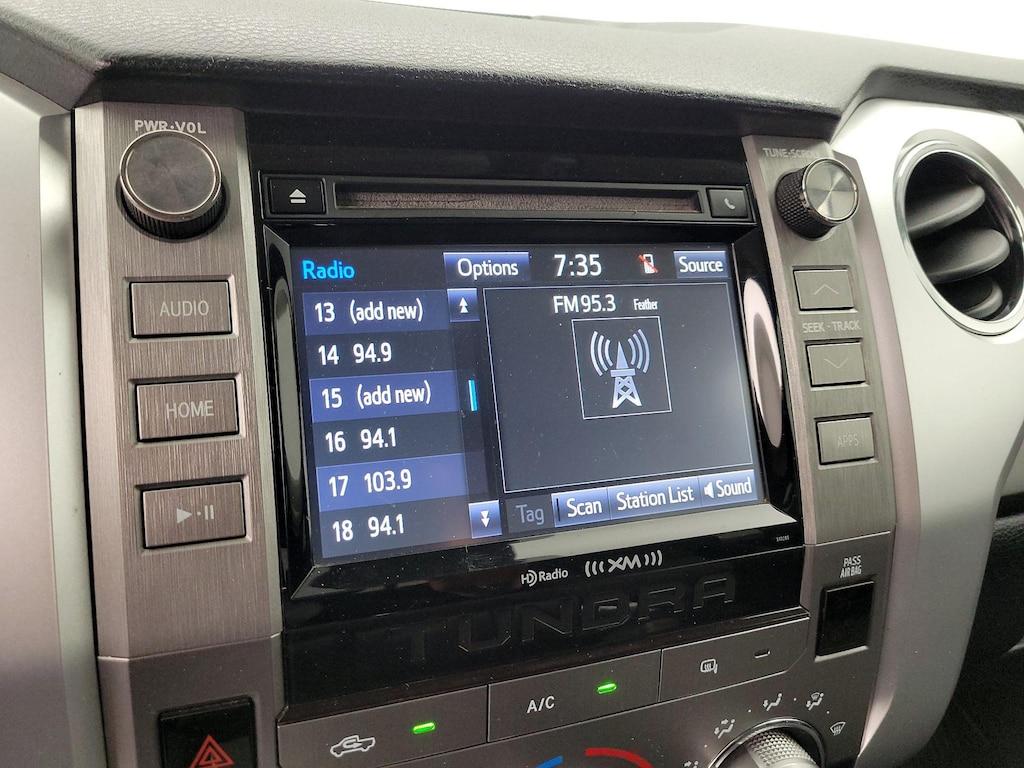 PWR·VOL
TUNE·SCROLL
AUDIO
HOME
Radio
Options
7:35
Source
13 (add new)
14 94.9
15 (add new)
16 94.1
17 103.9
18 94.1
FM 95.3 Feather
Tag
Scan
Station List
Sound
SEEK · TRACK
APPS
HD Radio
XM
TUNDRA
PASS
AIR BAG
A/C